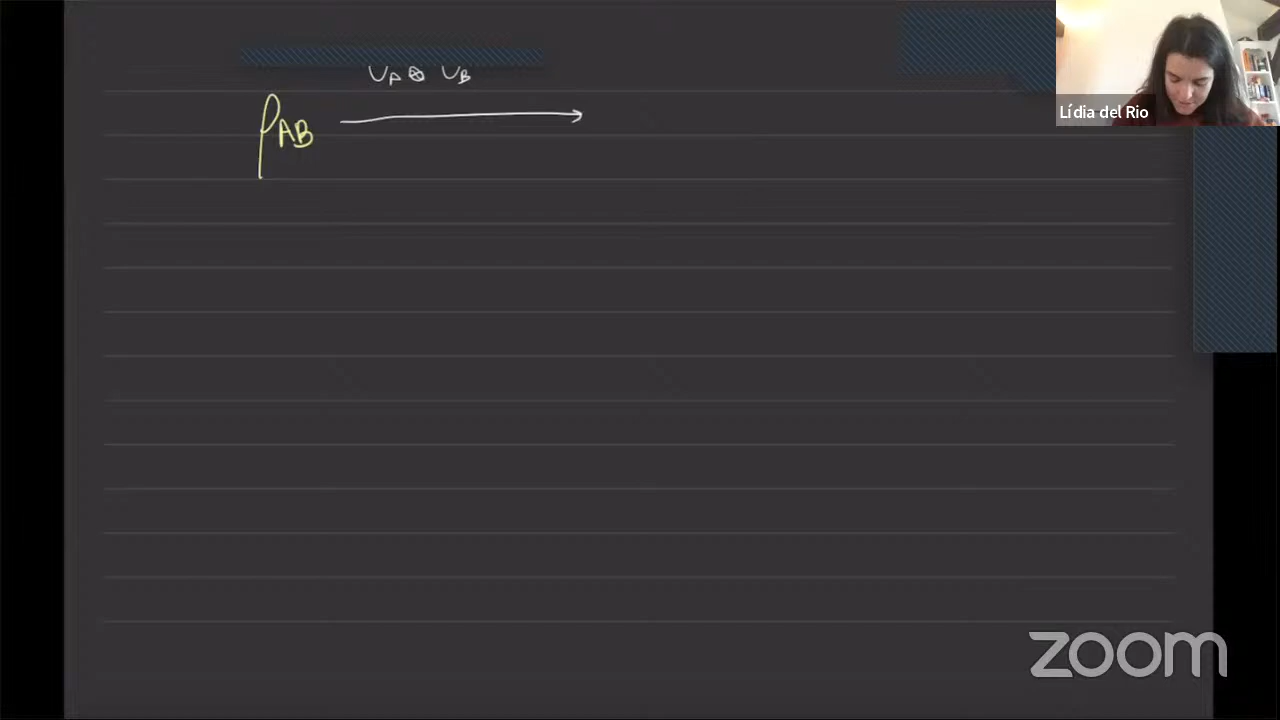 U_A ⊗ U_B
ρ_AB
Lídia del Rio
zoom